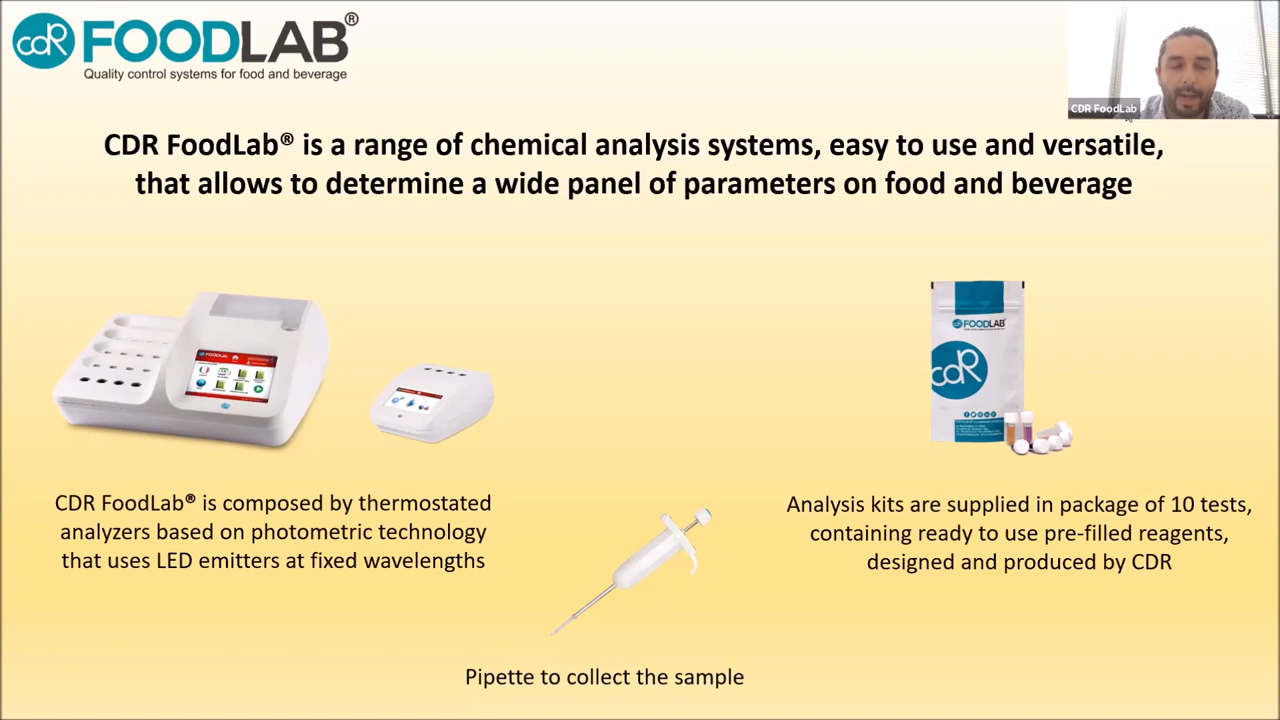 cdR FOODLAB®
Quality control systems for food and beverage
CDR FoodLab
CDR FoodLab® is a range of chemical analysis systems, easy to use and versatile,
that allows to determine a wide panel of parameters on food and beverage
FOODLAB
cdR FOODLAB
cdR
CDR FoodLab® is composed by thermostated
analyzers based on photometric technology
that uses LED emitters at fixed wavelengths
Analysis kits are supplied in package of 10 tests,
containing ready to use pre-filled reagents,
designed and produced by CDR
Pipette to collect the sample